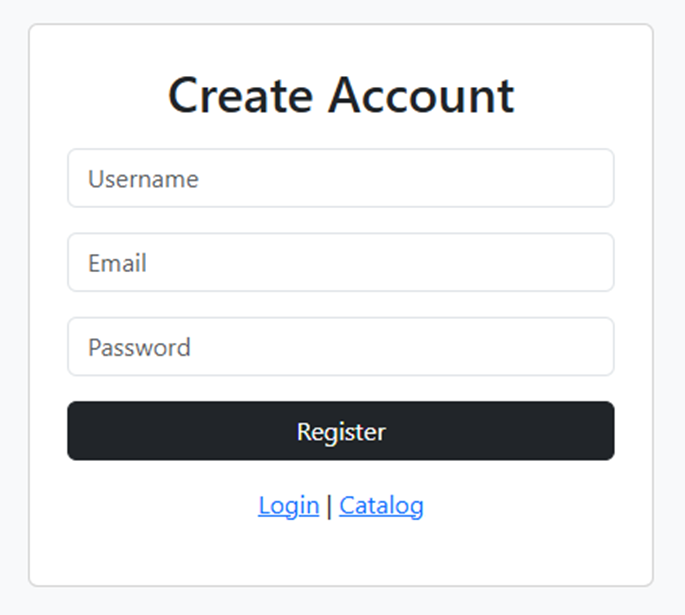 Create Account
Username
Email
Password
Register
Login | Catalog